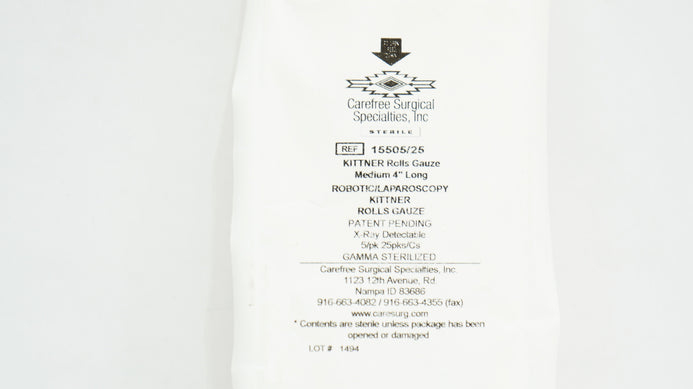 Carefree Surgical
Specialties, Inc
STERILE
REF 15505/25
KITTNER Rolls Gauze
Medium 4" Long
ROBOTIC/LAPAROSCOPY
KITTNER
ROLLS GAUZE
PATENT PENDING
X-Ray Detectable
5/pk 25pks/Cs
GAMMA STERILIZED
Carefree Surgical Specialties, Inc.
1123 12th Avenue, Rd.
Nampa ID 83686
916-663-4082 / 916-663-4355 (fax)
www.caresurg.com
* Contents are sterile unless package has been
opened or damaged
LOT # 1494